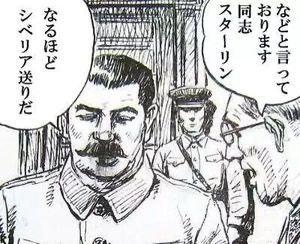 などと言って
おります
同志
スターリン
なるほど
シベリア送りだ